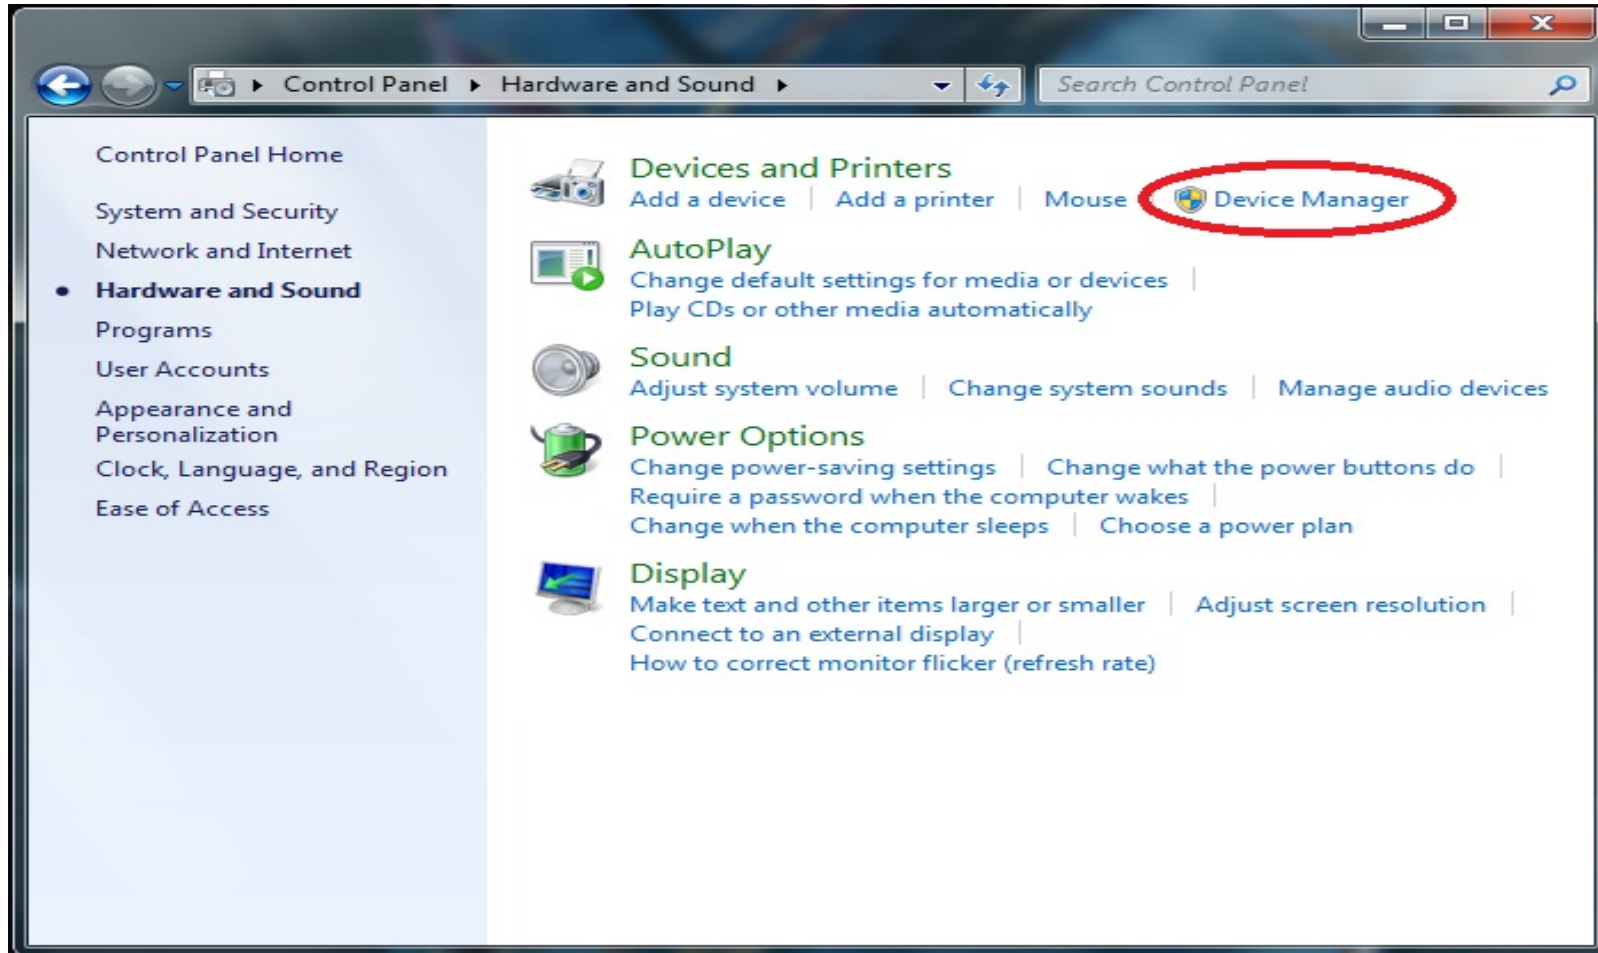 Control Panel Hardware and Sound Search Control Panel
Control Panel Home
System and Security
Network and Internet
Hardware and Sound
Programs
User Accounts
Appearance and
Personalization
Clock, Language, and Region
Ease of Access
Devices and Printers
Add a device Add a printer Mouse Device Manager
AutoPlay
Change default settings for media or devices
Play CDs or other media automatically
Sound
Adjust system volume Change system sounds Manage audio devices
Power Options
Change power-saving settings Change what the power buttons do
Require a password when the computer wakes
Change when the computer sleeps Choose a power plan
Display
Make text and other items larger or smaller Adjust screen resolution
Connect to an external display
How to correct monitor flicker (refresh rate)